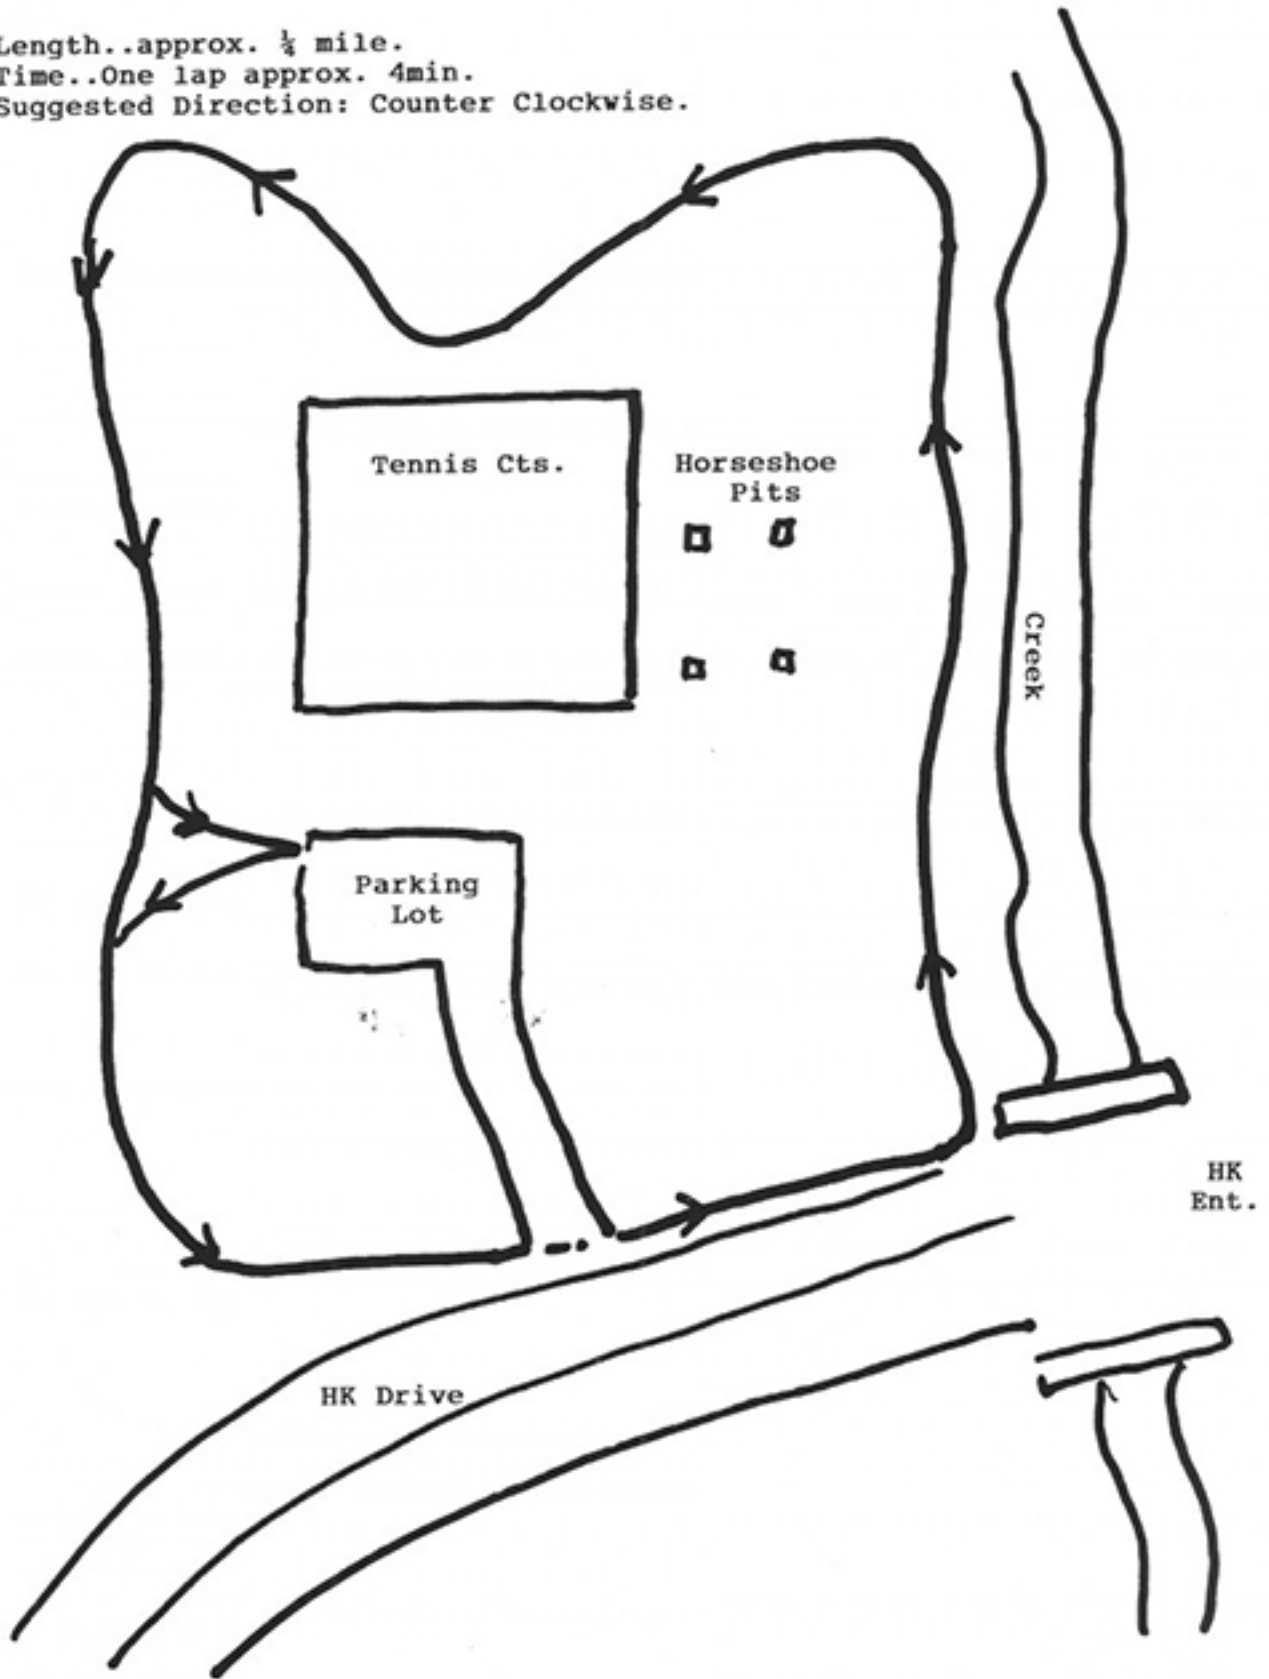 Length..approx. ¼ mile.
Time..One lap approx. 4min.
Suggested Direction: Counter Clockwise.
Tennis Cts.
Horseshoe
Pits
Creek
Parking
Lot
HK
Ent.
HK Drive